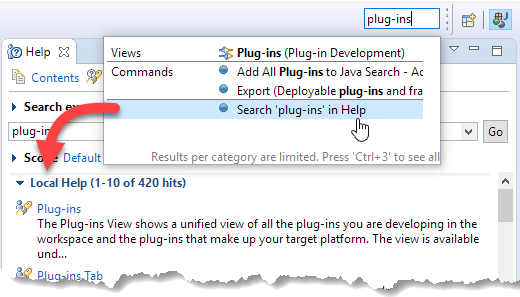 plug-ins
Help
Views Plug-ins (Plug-in Development)
Commands Add All Plug-ins to Java Search - Ac
Export (Deployable plug-ins and fra
Search 'plug-ins' in Help
Results per category are limited. Press 'Ctrl+3' to see all
Contents
Search ex
plug-in
Go
Scope Default
Local Help (1-10 of 420 hits)
Plug-ins
The Plug-ins View shows a unified view of all the plug-ins you are developing in the
workspace and the plug-ins that make up your target platform. The view is available
und...
Plug-ins Tab